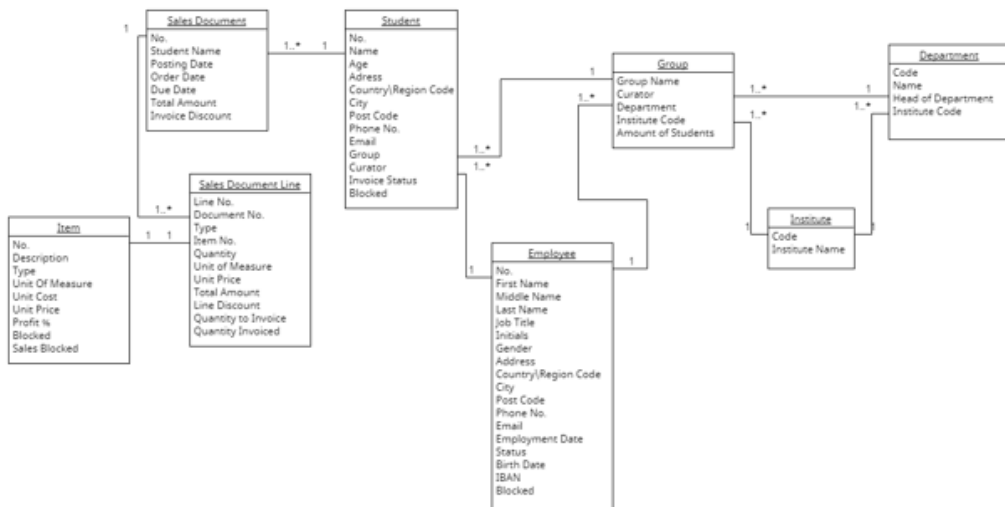 Sales Document
No.
Student Name
Posting Date
Order Date
Due Date
Total Amount
Invoice Discount
1
1..*
1
Student
No.
Name
Age
Adress
Country\Region Code
City
Post Code
Phone No.
Email
Group
Curator
Invoice Status
Blocked
1..*
1..*
1
1
Group
Group Name
Curator
Department
Institute Code
Amount of Students
1..*
1..*
1..*
1
1..*
Department
Code
Name
Head of Department
Institute Code
Sales Document Line
Line No.
Document No.
Type
Item No.
Quantity
Unit of Measure
Unit Price
Total Amount
Line Discount
Quantity to Invoice
Quantity Invoiced
1..*
1
1
Item
No.
Description
Type
Unit Of Measure
Unit Cost
Unit Price
Profit %
Blocked
Sales Blocked
Institute
Code
Institute Name
1
1
Employee
No.
First Name
Middle Name
Last Name
Job Title
Initials
Gender
Address
Country\Region Code
City
Post Code
Phone No.
Email
Employment Date
Status
Birth Date
IBAN
Blocked
1